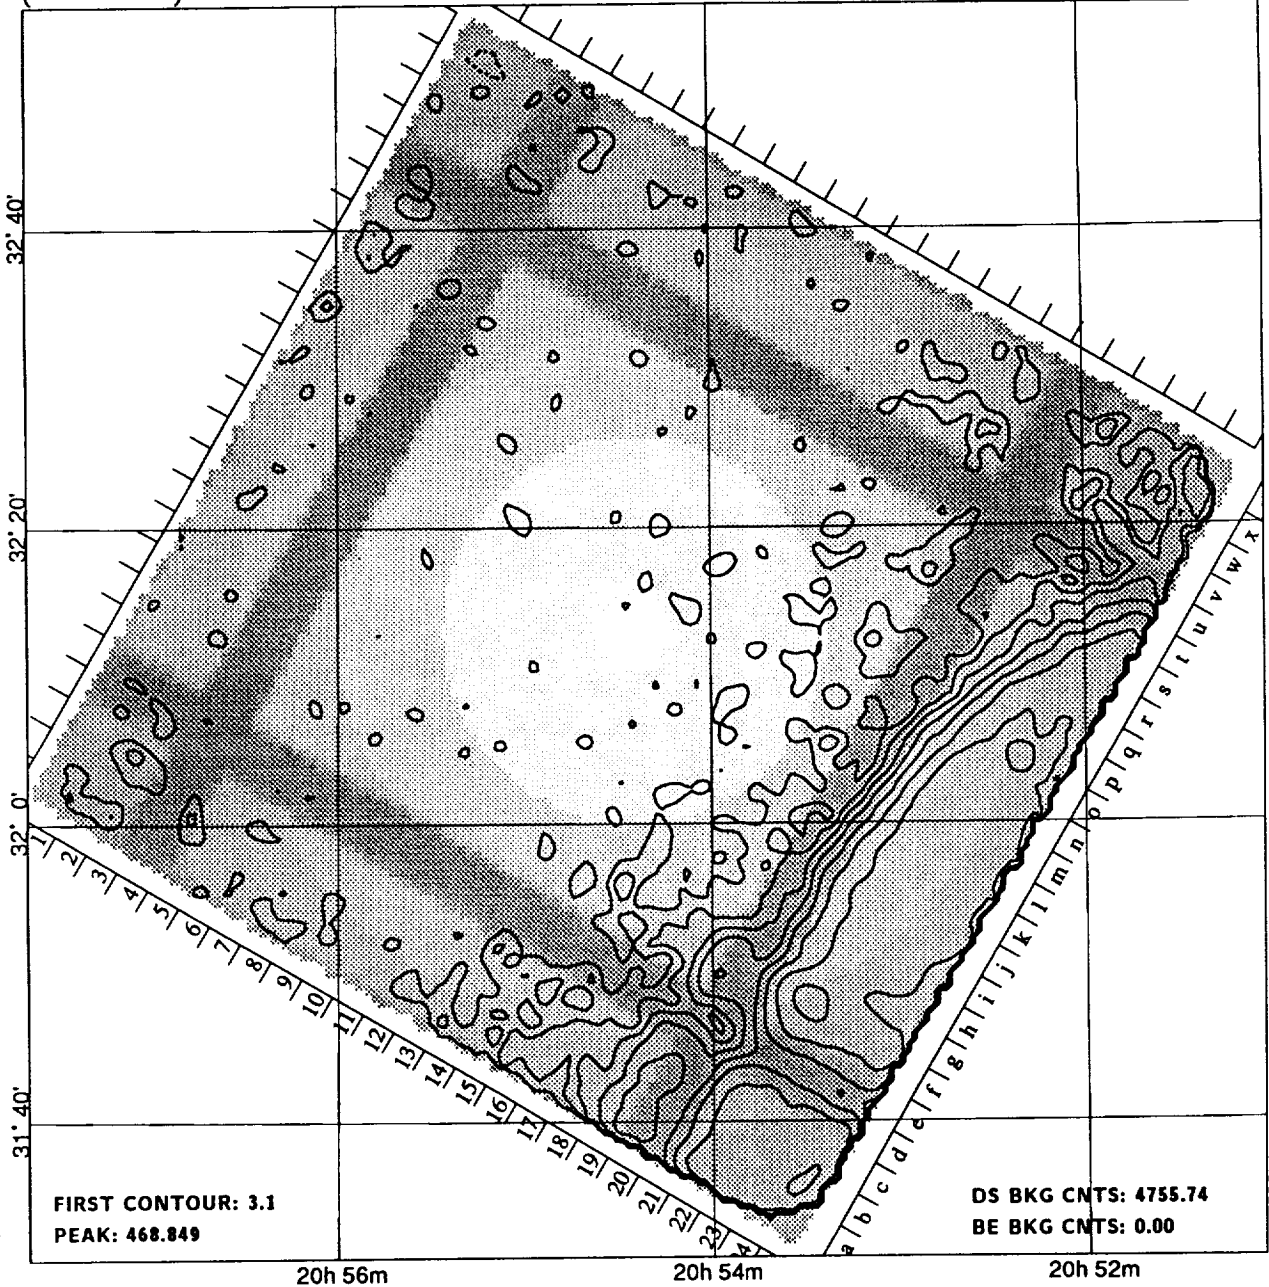 32° 40'
32° 20'
32° 0'
31° 40'
1 2 3 4 5 6 7 8 9 10 11 12 13 14 15 16 17 18 19 20 21 22 23
a b c d e f g h i j k l m n o p q r s t u v w x
FIRST CONTOUR: 3.1
PEAK: 468.849
DS BKG CNTS: 4755.74
BE BKG CNTS: 0.00
20h 56m
20h 54m
20h 52m